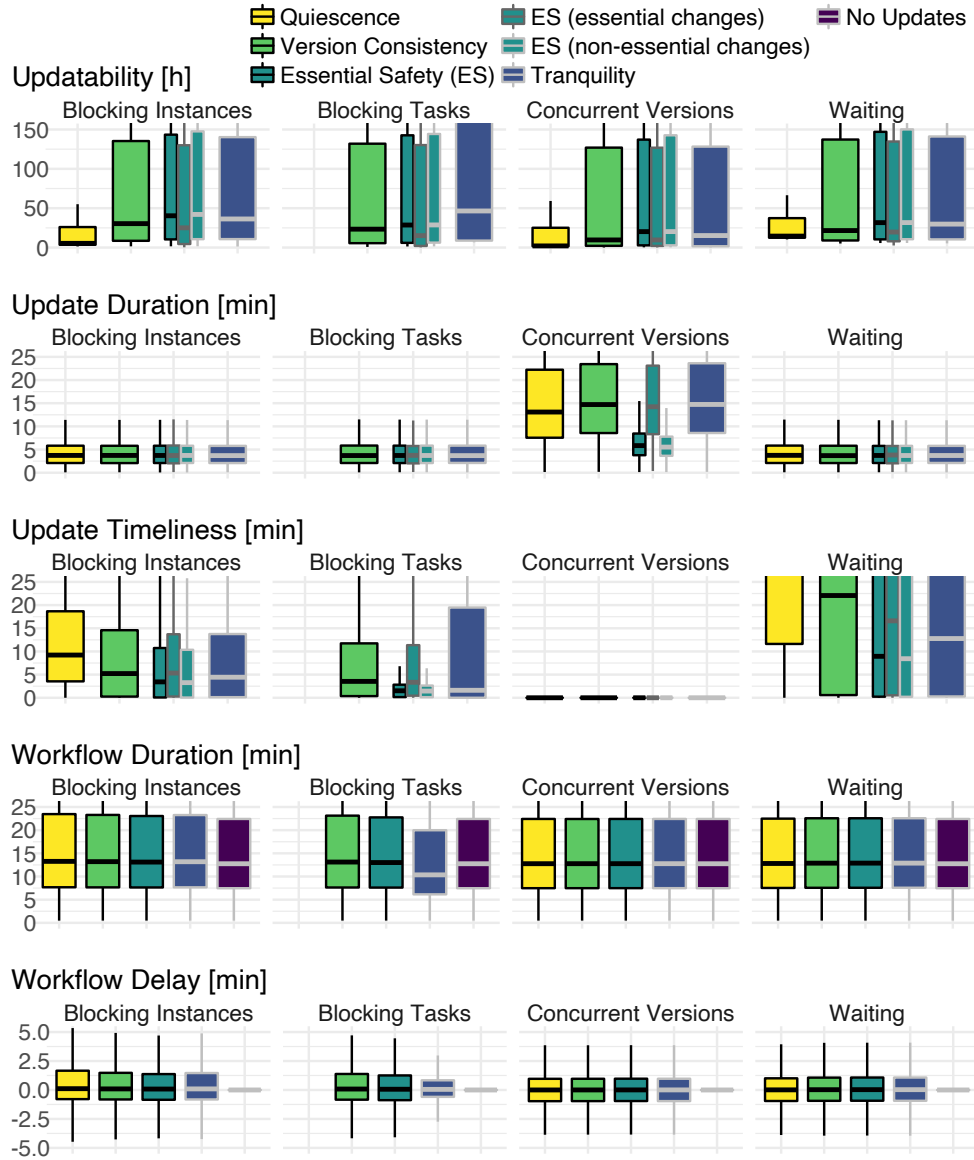 Quiescence ES (essential changes) No Updates
Version Consistency ES (non-essential changes)
Essential Safety (ES) Tranquility
Updatability [h]
Blocking Instances Blocking Tasks Concurrent Versions Waiting
150
100
50
0
Update Duration [min]
Blocking Instances Blocking Tasks Concurrent Versions Waiting
25
20
15
10
5
0
Update Timeliness [min]
Blocking Instances Blocking Tasks Concurrent Versions Waiting
25
20
15
10
5
0
Workflow Duration [min]
Blocking Instances Blocking Tasks Concurrent Versions Waiting
25
20
15
10
5
0
Workflow Delay [min]
Blocking Instances Blocking Tasks Concurrent Versions Waiting
5.0
2.5
0.0
-2.5
-5.0